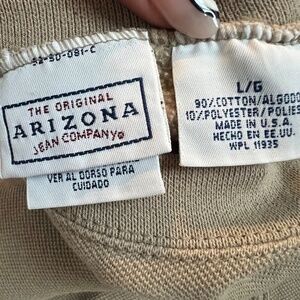 THE ORIGINAL
ARIZONA
JEAN COMPANY®
VER AL DORSO PARA
CUIDADO
L/G
90% COTTON/ALGOD
10% POLYESTER/POLIES
MADE IN U.S.A.
HECHO EN EE.UU.
WPL 11935